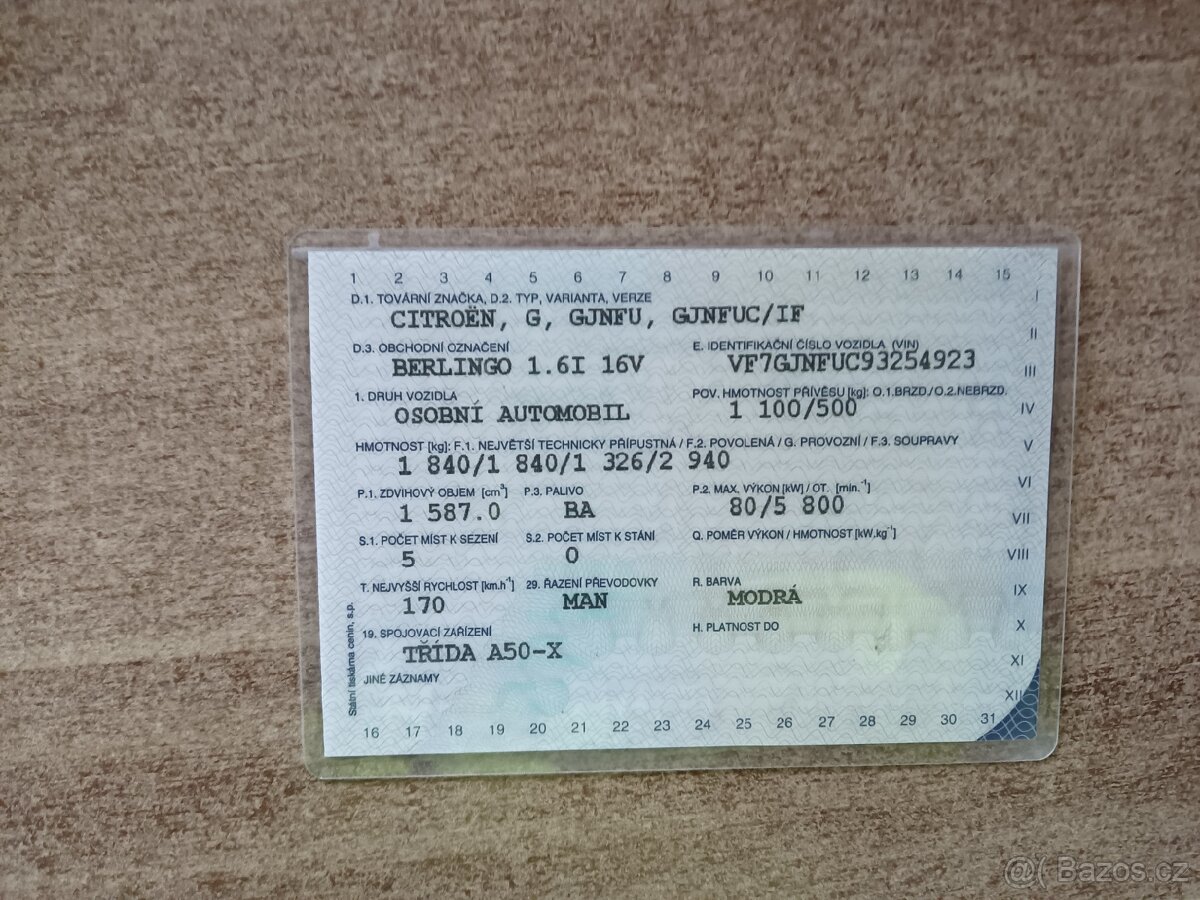 1 2 3 4 5 6 7 8 9 10 11 12 13 14 15
I
D.1. TOVÁRNÍ ZNAČKA, D.2. TYP, VARIANTA, VERZE
CITROËN, G, GJNFU, GJNFUC/IF
II
D.3. OBCHODNÍ OZNAČENÍ E. IDENTIFIKAČNÍ ČÍSLO VOZIDLA (VIN)
BERLINGO 1.6I 16V VF7GJNFUC93254923
III
1. DRUH VOZIDLA POV. HMOTNOST PŘÍVĚSU [kg]: O.1.BRZD./O.2.NEBRZD.
OSOBNÍ AUTOMOBIL 1 100/500
IV
HMOTNOST [kg]: F.1. NEJVĚTŠÍ TECHNICKY PŘÍPUSTNÁ / F.2. POVOLENÁ / G. PROVOZNÍ / F.3. SOUPRAVY
V
1 840/1 840/1 326/2 940
VI
P.1. ZDVIHOVÝ OBJEM [cm³] P.3. PALIVO P.2. MAX. VÝKON [kW] / OT. [min.⁻¹]
1 587.0 BA 80/5 800
VII
S.1. POČET MÍST K SEZENÍ S.2. POČET MÍST K STÁNÍ Q. POMĚR VÝKON / HMOTNOST [kW.kg⁻¹]
5 0
VIII
T. NEJVYŠŠÍ RYCHLOST [km.h⁻¹] 29. ŘAZENÍ PŘEVODOVKY R. BARVA
IX
170 MAN MODRÁ
19. SPOJOVACÍ ZAŘÍZENÍ H. PLATNOST DO
X
TŘÍDA A50-X
XI
JINÉ ZÁZNAMY
XII
Státní tiskárna cenin, s.p.
16 17 18 19 20 21 22 23 24 25 26 27 28 29 30 31
@( Bazos.cz